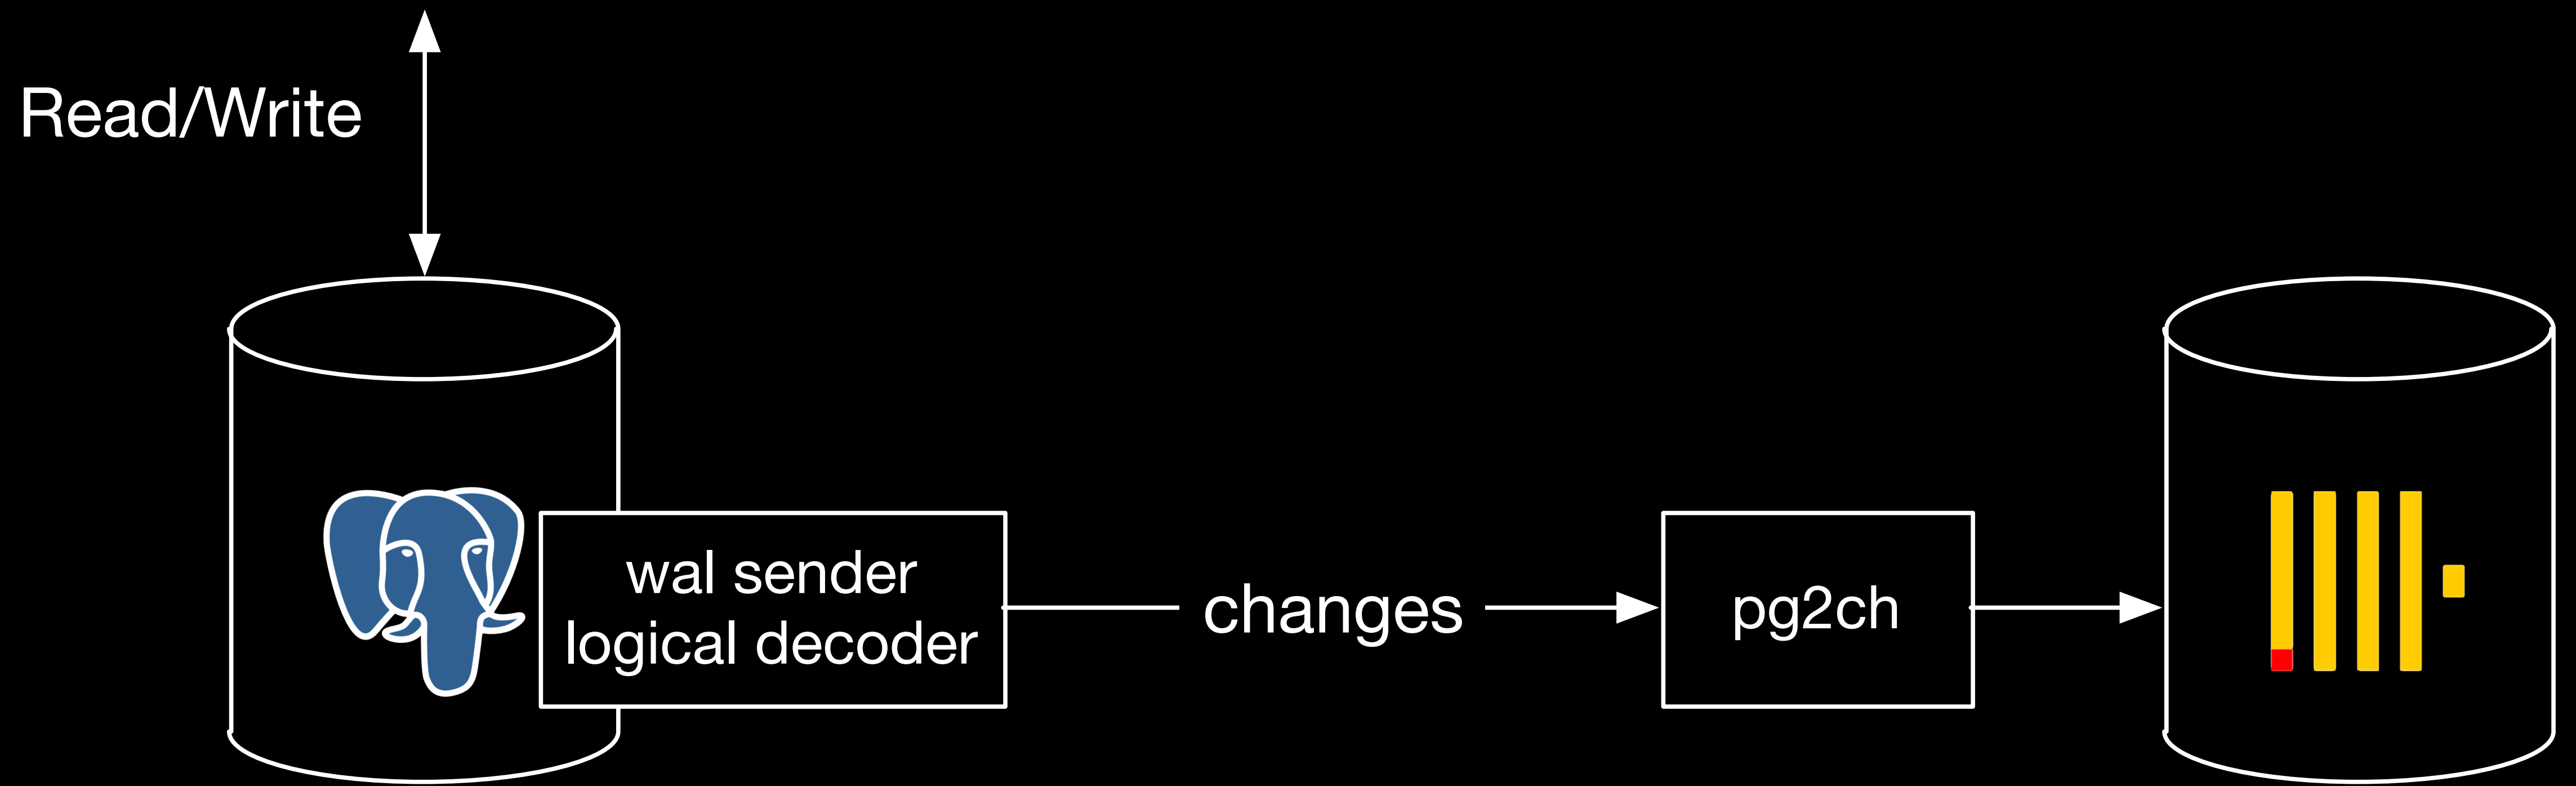 Read/Write
wal sender
logical decoder
changes
pg2ch